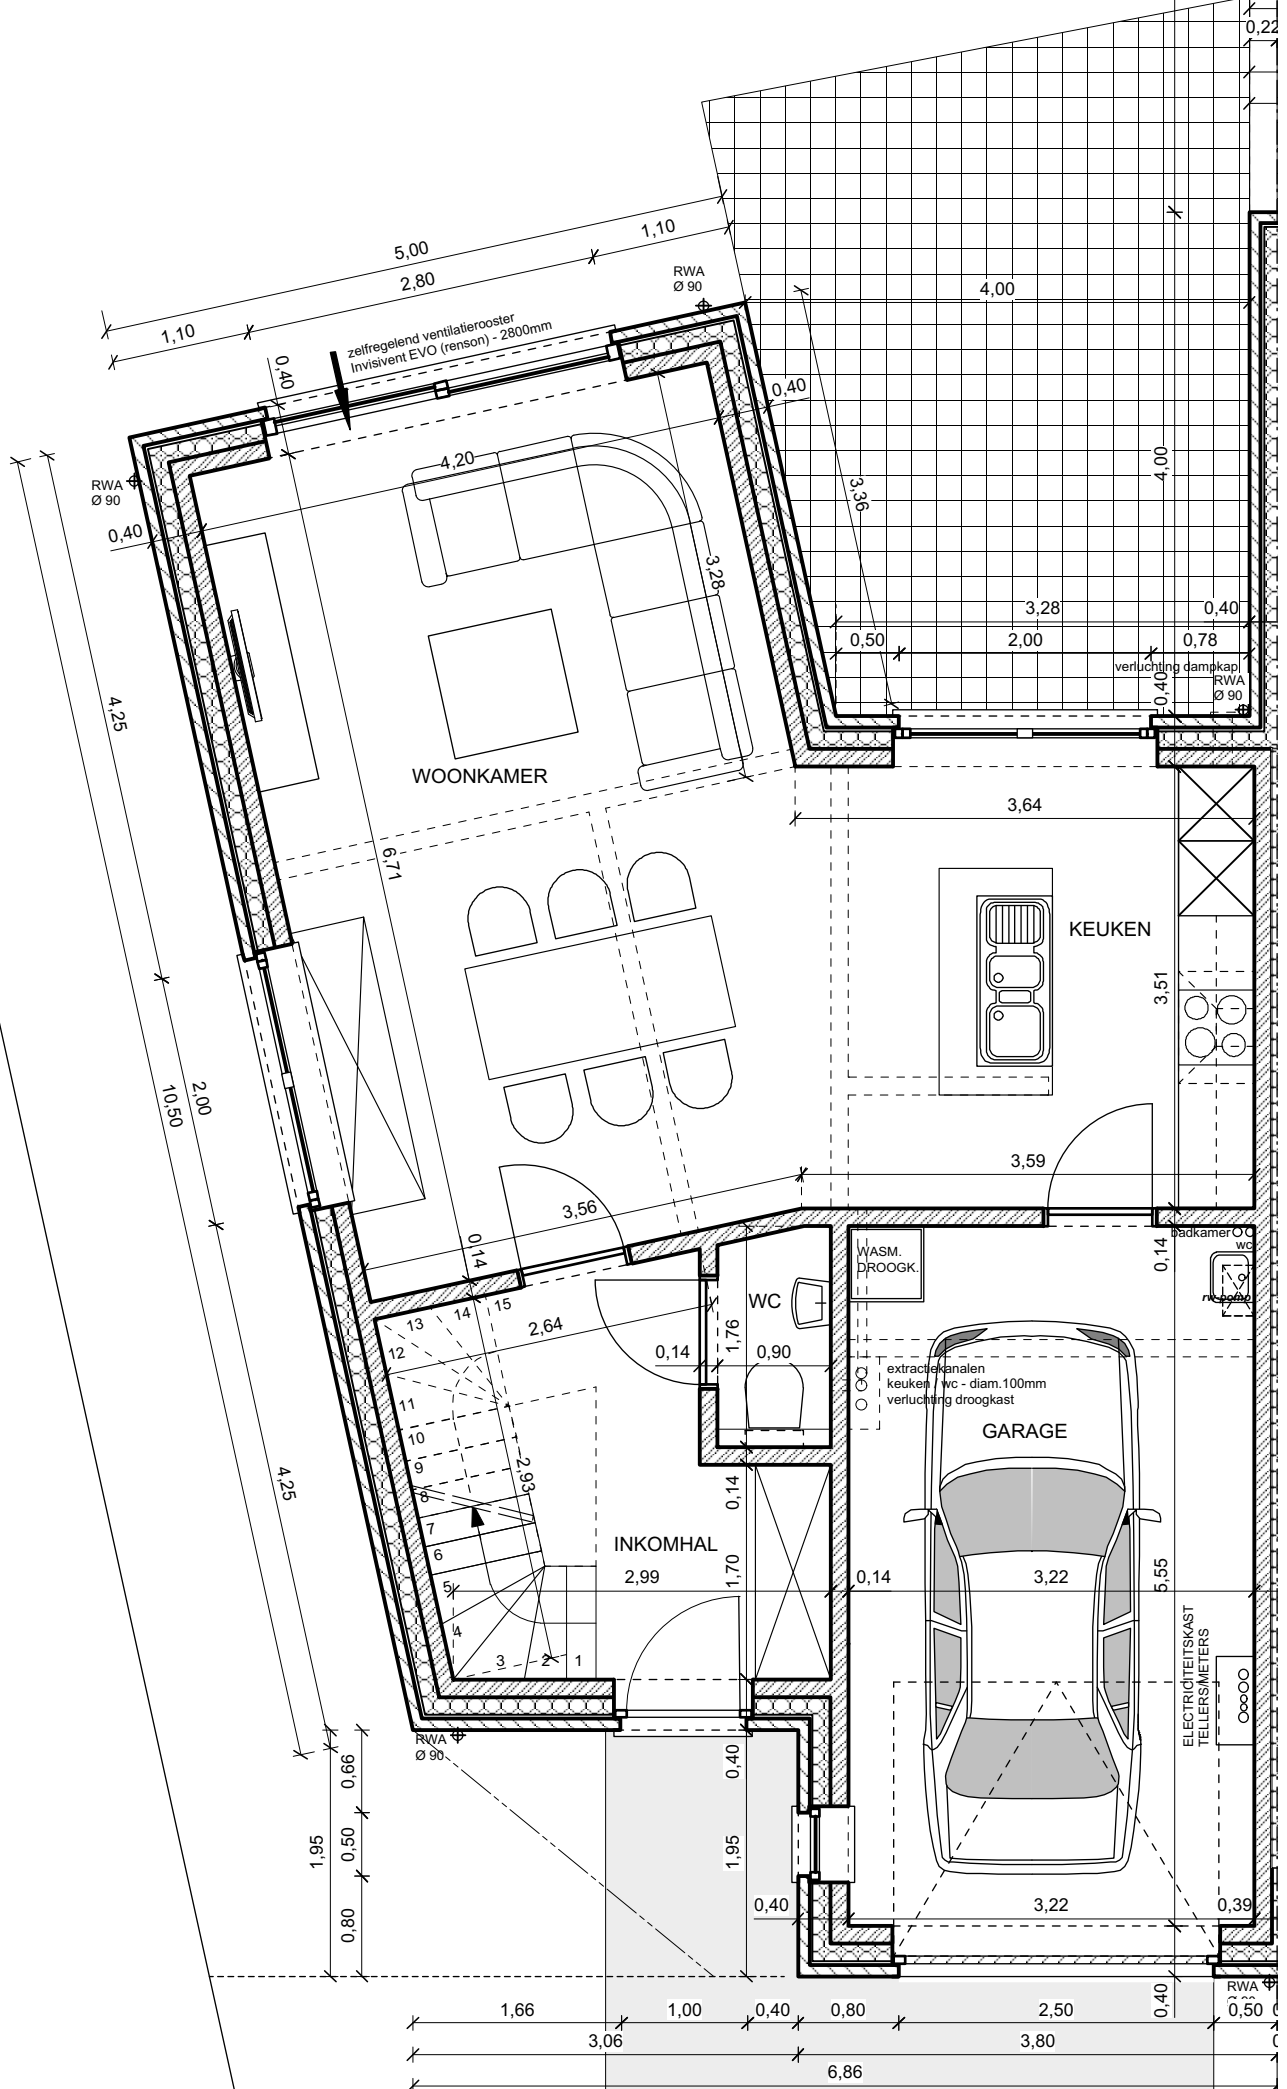 0,22
5,00
1,10
2,80
1,10
RWA
Ø 90
4,00
zelfregelend ventilatierooster
Invisivent EVO (renson) - 2800mm
0,40
0,40
4,20
4,00
3,36
RWA
Ø 90
0,40
3,28
3,28
0,40
0,50
2,00
0,78
verluchting dampkap
RWA
Ø 90
0,40
4,25
WOONKAMER
3,64
6,71
KEUKEN
3,51
2,00
10,50
3,59
3,56
0,14
0,14
badkamer
wc
WASM.
DROOGK.
rw-pomp
WC
15
14
13
12
11
10
9
8
7
6
5
4
3
2
1
2,64
1,76
0,14
0,90
extractiekanalen
keuken / wc - diam.100mm
verluchting droogkast
GARAGE
2,93
4,25
0,14
INKOMHAL
2,99
1,70
0,14
3,22
5,55
ELECTRICITEITSKAST
TELLERS/METERS
RWA
Ø 90
0,66
0,40
1,95
0,50
1,95
0,80
0,40
3,22
0,39
0,40
RWA
1,66
1,00
0,40
0,80
2,50
0,50
3,06
3,80
6,86